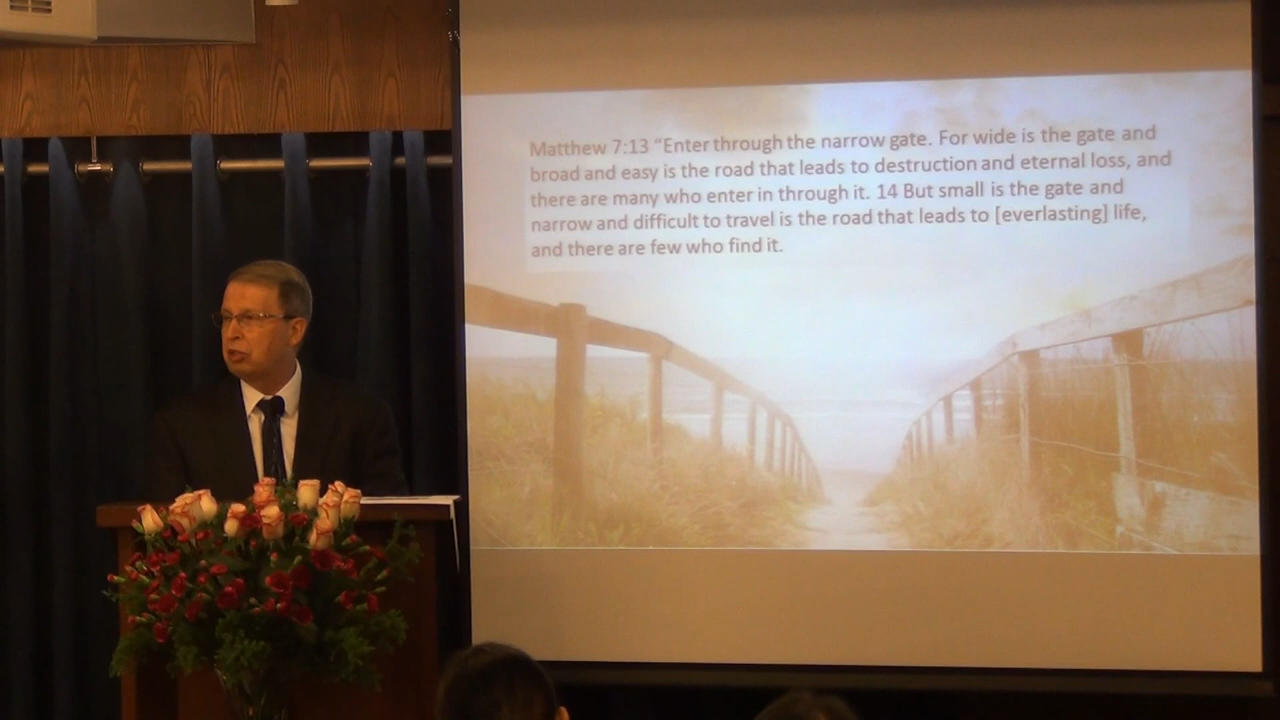 Matthew 7:13 “Enter through the narrow gate. For wide is the gate and
broad and easy is the road that leads to destruction and eternal loss, and
there are many who enter in through it. 14 But small is the gate and
narrow and difficult to travel is the road that leads to [everlasting] life,
and there are few who find it.